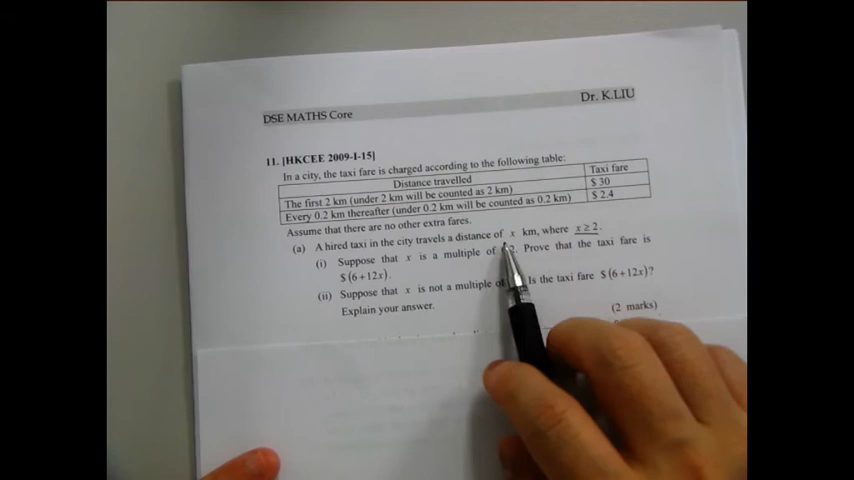 DSE MATHS Core
Dr. K.LIU
11. [HKCEE 2009-I-15]
In a city, the taxi fare is charged according to the following table:
Distance travelled Taxi fare
The first 2 km (under 2 km will be counted as 2 km) $ 30
Every 0.2 km thereafter (under 0.2 km will be counted as 0.2 km) $ 2.4
Assume that there are no other extra fares.
(a) A hired taxi in the city travels a distance of x km, where x ≥ 2.
(i) Suppose that x is a multiple of 2. Prove that the taxi fare is
$(6+12x).
(ii) Suppose that x is not a multiple of Is the taxi fare $(6+12x)?
Explain your answer.
(2 marks)